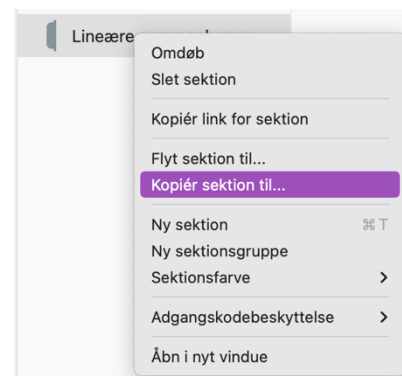 Lineære
Omdøb
Slet sektion
Kopiér link for sektion
Flyt sektion til...
Kopiér sektion til...
Ny sektion ⌘ T
Ny sektionsgruppe
Sektionsfarve
Adgangskodebeskyttelse
Åbn i nyt vindue